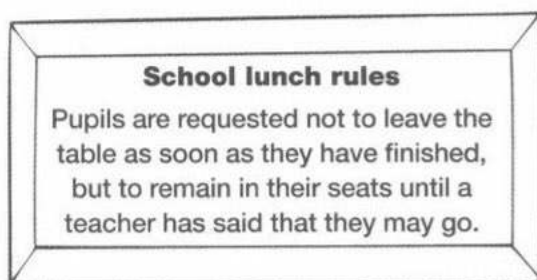 School lunch rules
Pupils are requested not to leave the
table as soon as they have finished,
but to remain in their seats until a
teacher has said that they may go.